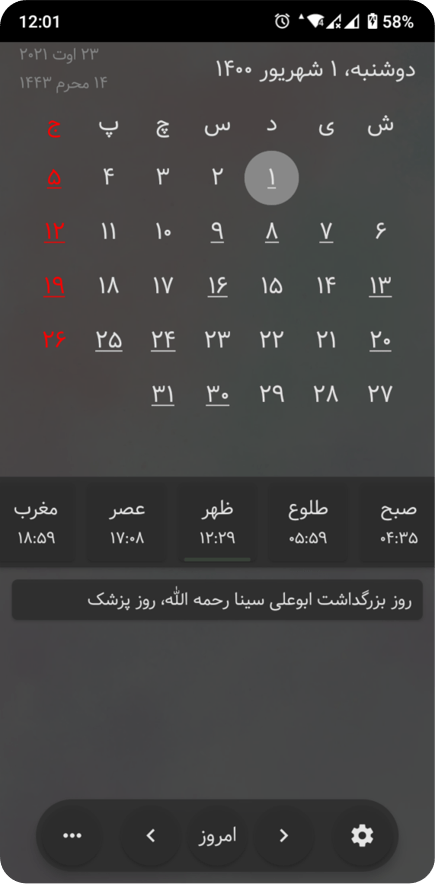 12:01 58%
دوشنبه، ۱ شهریور ۱۴۰۰
۲۳ اوت ۲۰۲۱
۱۴ محرم ۱۴۴۳
ش ی د س چ پ ج
۱ ۲ ۳ ۴ ۵
۶ ۷ ۸ ۹ ۱۰ ۱۱ ۱۲
۱۳ ۱۴ ۱۵ ۱۶ ۱۷ ۱۸ ۱۹
۲۰ ۲۱ ۲۲ ۲۳ ۲۴ ۲۵ ۲۶
۲۷ ۲۸ ۲۹ ۳۰ ۳۱
صبح طلوع ظهر عصر مغرب
۰۴:۳۵ ۰۵:۵۹ ۱۲:۲۹ ۱۷:۰۸ ۱۸:۵۹
روز بزرگداشت ابوعلی سینا رحمه الله، روز پزشک
امروز